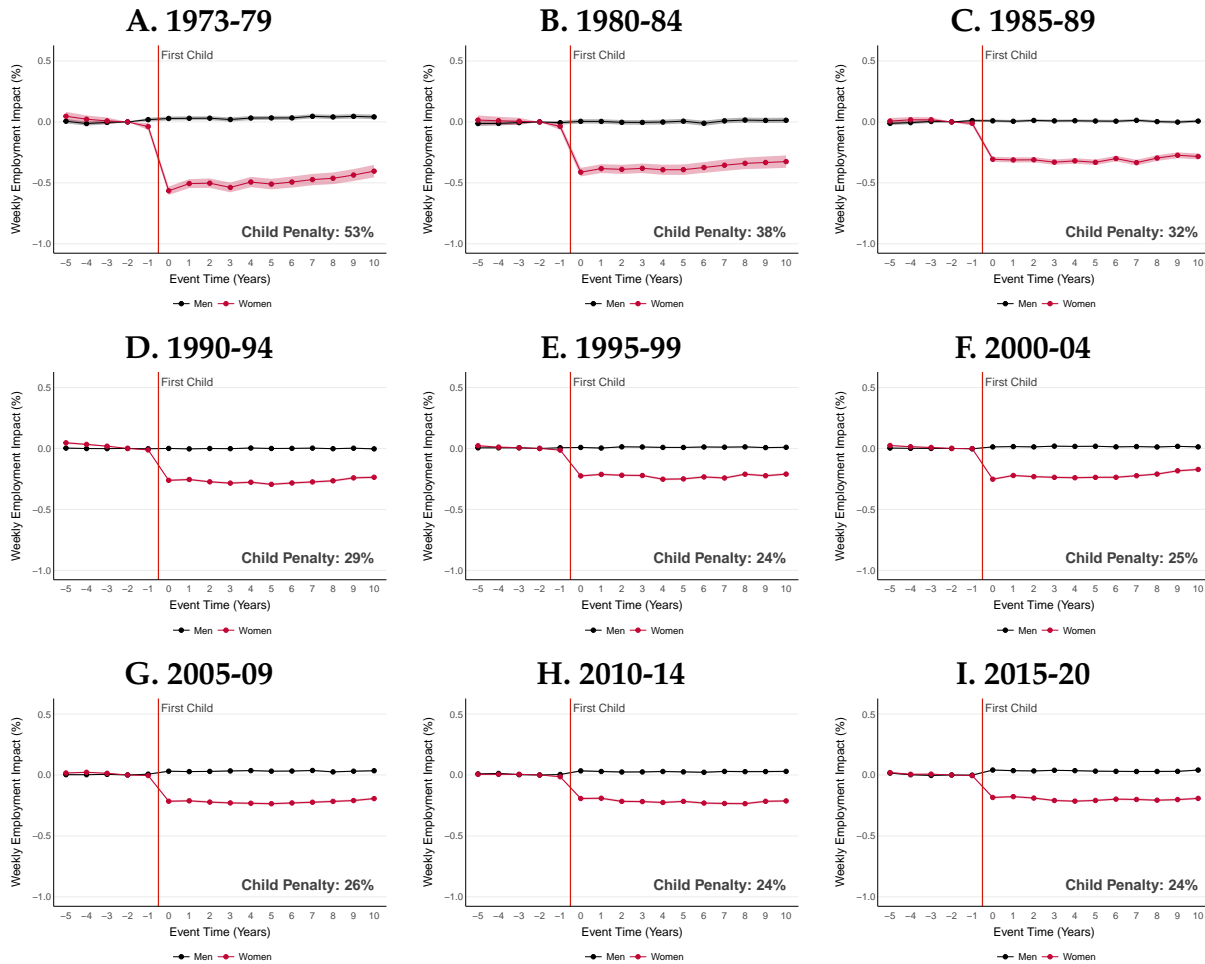 A. 1973-79
Weekly Employment Impact (%)
First Child
0.5
0.0
−0.5
−1.0
Child Penalty: 53%
−5 −4 −3 −2 −1 0 1 2 3 4 5 6 7 8 9 10
Event Time (Years)
Men Women
B. 1980-84
Weekly Employment Impact (%)
First Child
0.5
0.0
−0.5
−1.0
Child Penalty: 38%
−5 −4 −3 −2 −1 0 1 2 3 4 5 6 7 8 9 10
Event Time (Years)
Men Women
C. 1985-89
Weekly Employment Impact (%)
First Child
0.5
0.0
−0.5
−1.0
Child Penalty: 32%
−5 −4 −3 −2 −1 0 1 2 3 4 5 6 7 8 9 10
Event Time (Years)
Men Women
D. 1990-94
Weekly Employment Impact (%)
First Child
0.5
0.0
−0.5
−1.0
Child Penalty: 29%
−5 −4 −3 −2 −1 0 1 2 3 4 5 6 7 8 9 10
Event Time (Years)
Men Women
E. 1995-99
Weekly Employment Impact (%)
First Child
0.5
0.0
−0.5
−1.0
Child Penalty: 24%
−5 −4 −3 −2 −1 0 1 2 3 4 5 6 7 8 9 10
Event Time (Years)
Men Women
F. 2000-04
Weekly Employment Impact (%)
First Child
0.5
0.0
−0.5
−1.0
Child Penalty: 25%
−5 −4 −3 −2 −1 0 1 2 3 4 5 6 7 8 9 10
Event Time (Years)
Men Women
G. 2005-09
Weekly Employment Impact (%)
First Child
0.5
0.0
−0.5
−1.0
Child Penalty: 26%
−5 −4 −3 −2 −1 0 1 2 3 4 5 6 7 8 9 10
Event Time (Years)
Men Women
H. 2010-14
Weekly Employment Impact (%)
First Child
0.5
0.0
−0.5
−1.0
Child Penalty: 24%
−5 −4 −3 −2 −1 0 1 2 3 4 5 6 7 8 9 10
Event Time (Years)
Men Women
I. 2015-20
Weekly Employment Impact (%)
First Child
0.5
0.0
−0.5
−1.0
Child Penalty: 24%
−5 −4 −3 −2 −1 0 1 2 3 4 5 6 7 8 9 10
Event Time (Years)
Men Women